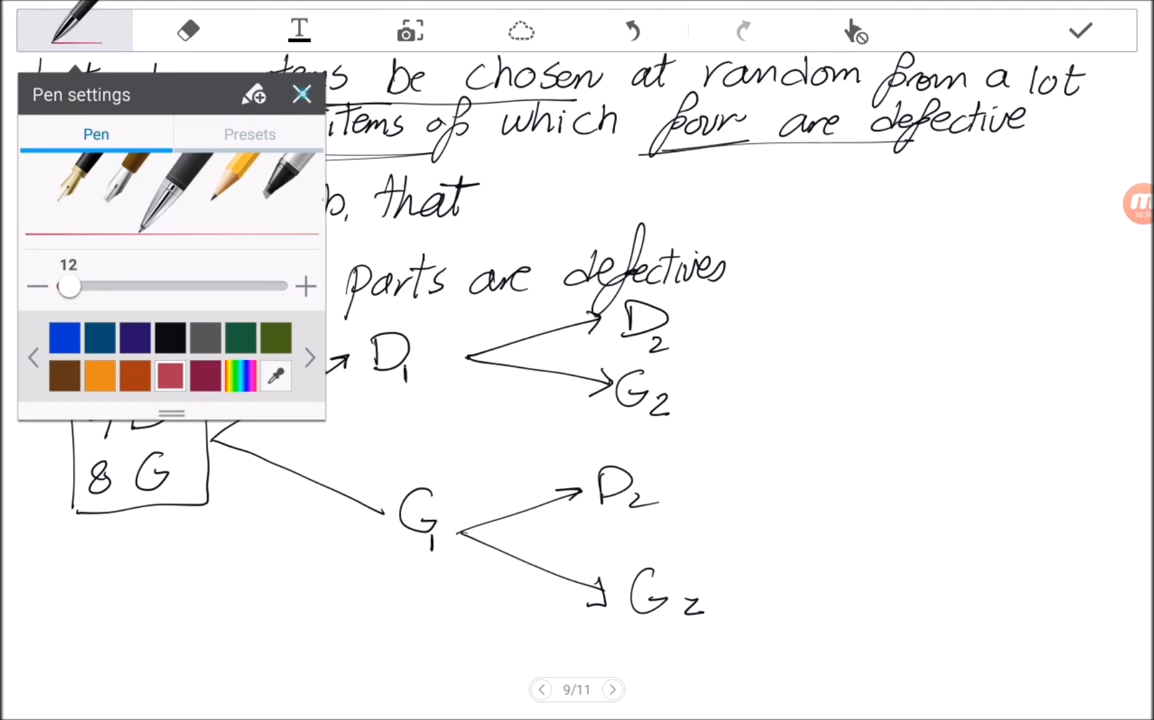 T
be chosen at random from a lot
Pen settings
items of which four are defective
Pen
Presets
that
12
parts are defectives
D2
D1
G2
8 G
D2
G1
G2
9/11